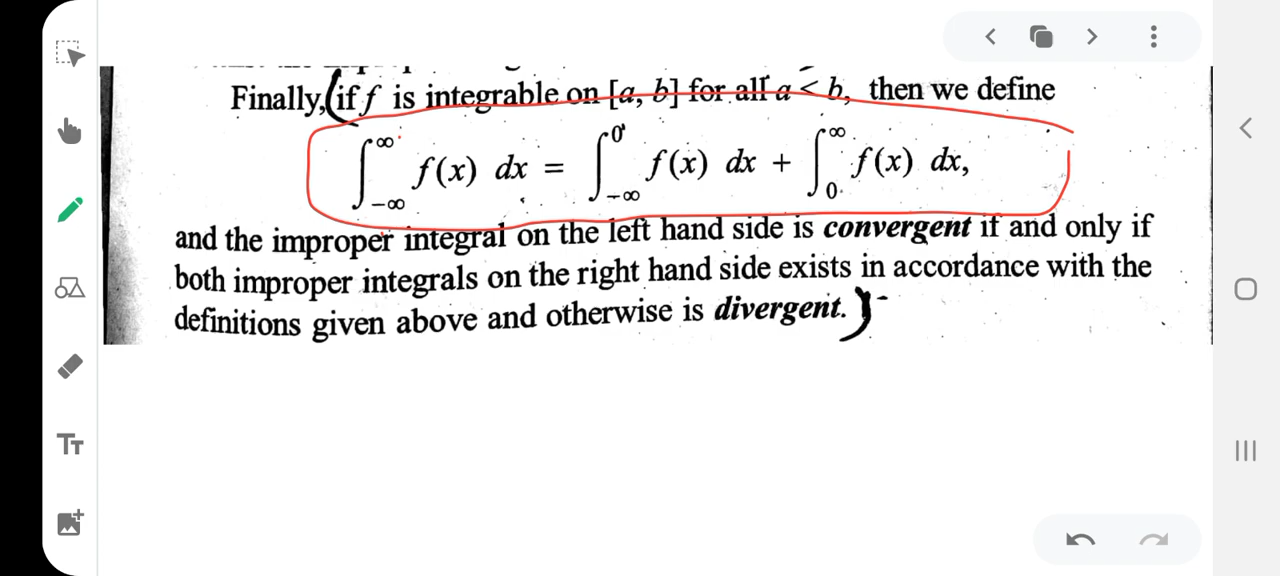 Finally, (if f is integrable on [a, b] for all a < b, then we define
∫_{-∞}^{∞} f(x) dx = ∫_{-∞}^{0} f(x) dx + ∫_{0}^{∞} f(x) dx,
and the improper integral on the left hand side is convergent if and only if
both improper integrals on the right hand side exists in accordance with the
definitions given above and otherwise is divergent.)
TT